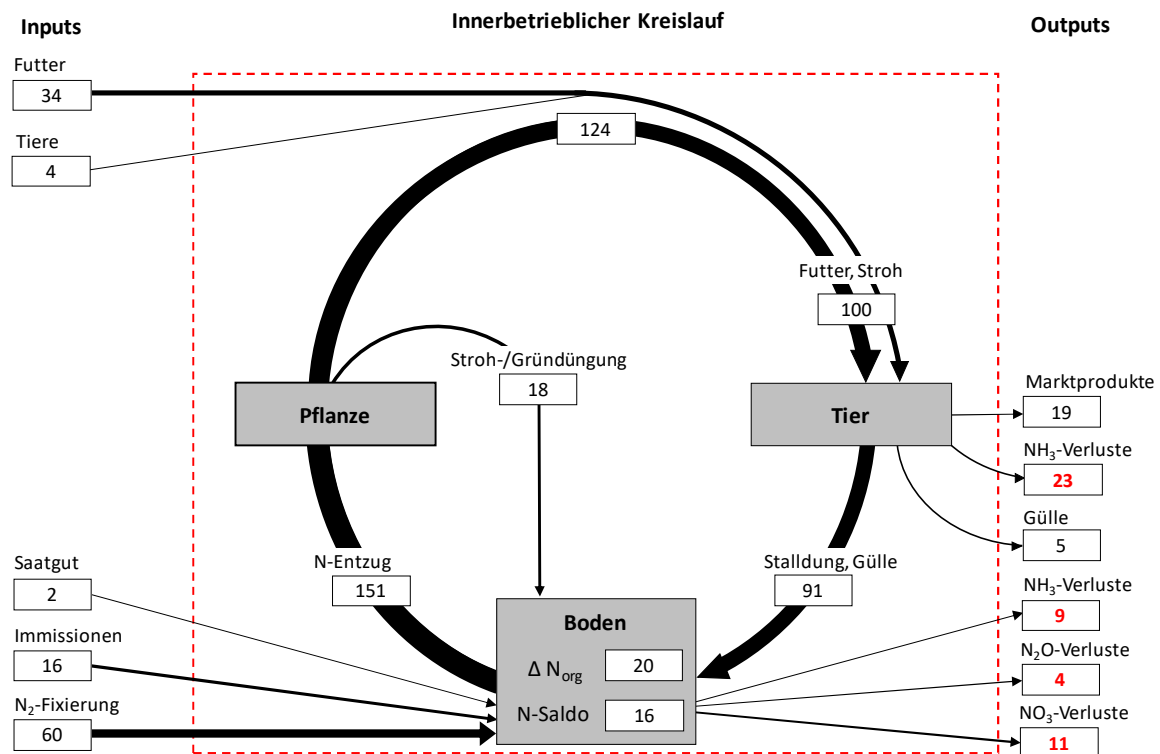 Inputs
Innerbetrieblicher Kreislauf
Outputs
Futter
34
Tiere
4
124
Futter, Stroh
100
Stroh-/Gründüngung
18
Pflanze
Tier
Marktprodukte
19
NH₃-Verluste
23
Gülle
5
N-Entzug
151
Stalldung, Gülle
91
Saatgut
2
Immissionen
16
N₂-Fixierung
60
Boden
Δ N_org 20
N-Saldo 16
NH₃-Verluste
9
N₂O-Verluste
4
NO₃-Verluste
11